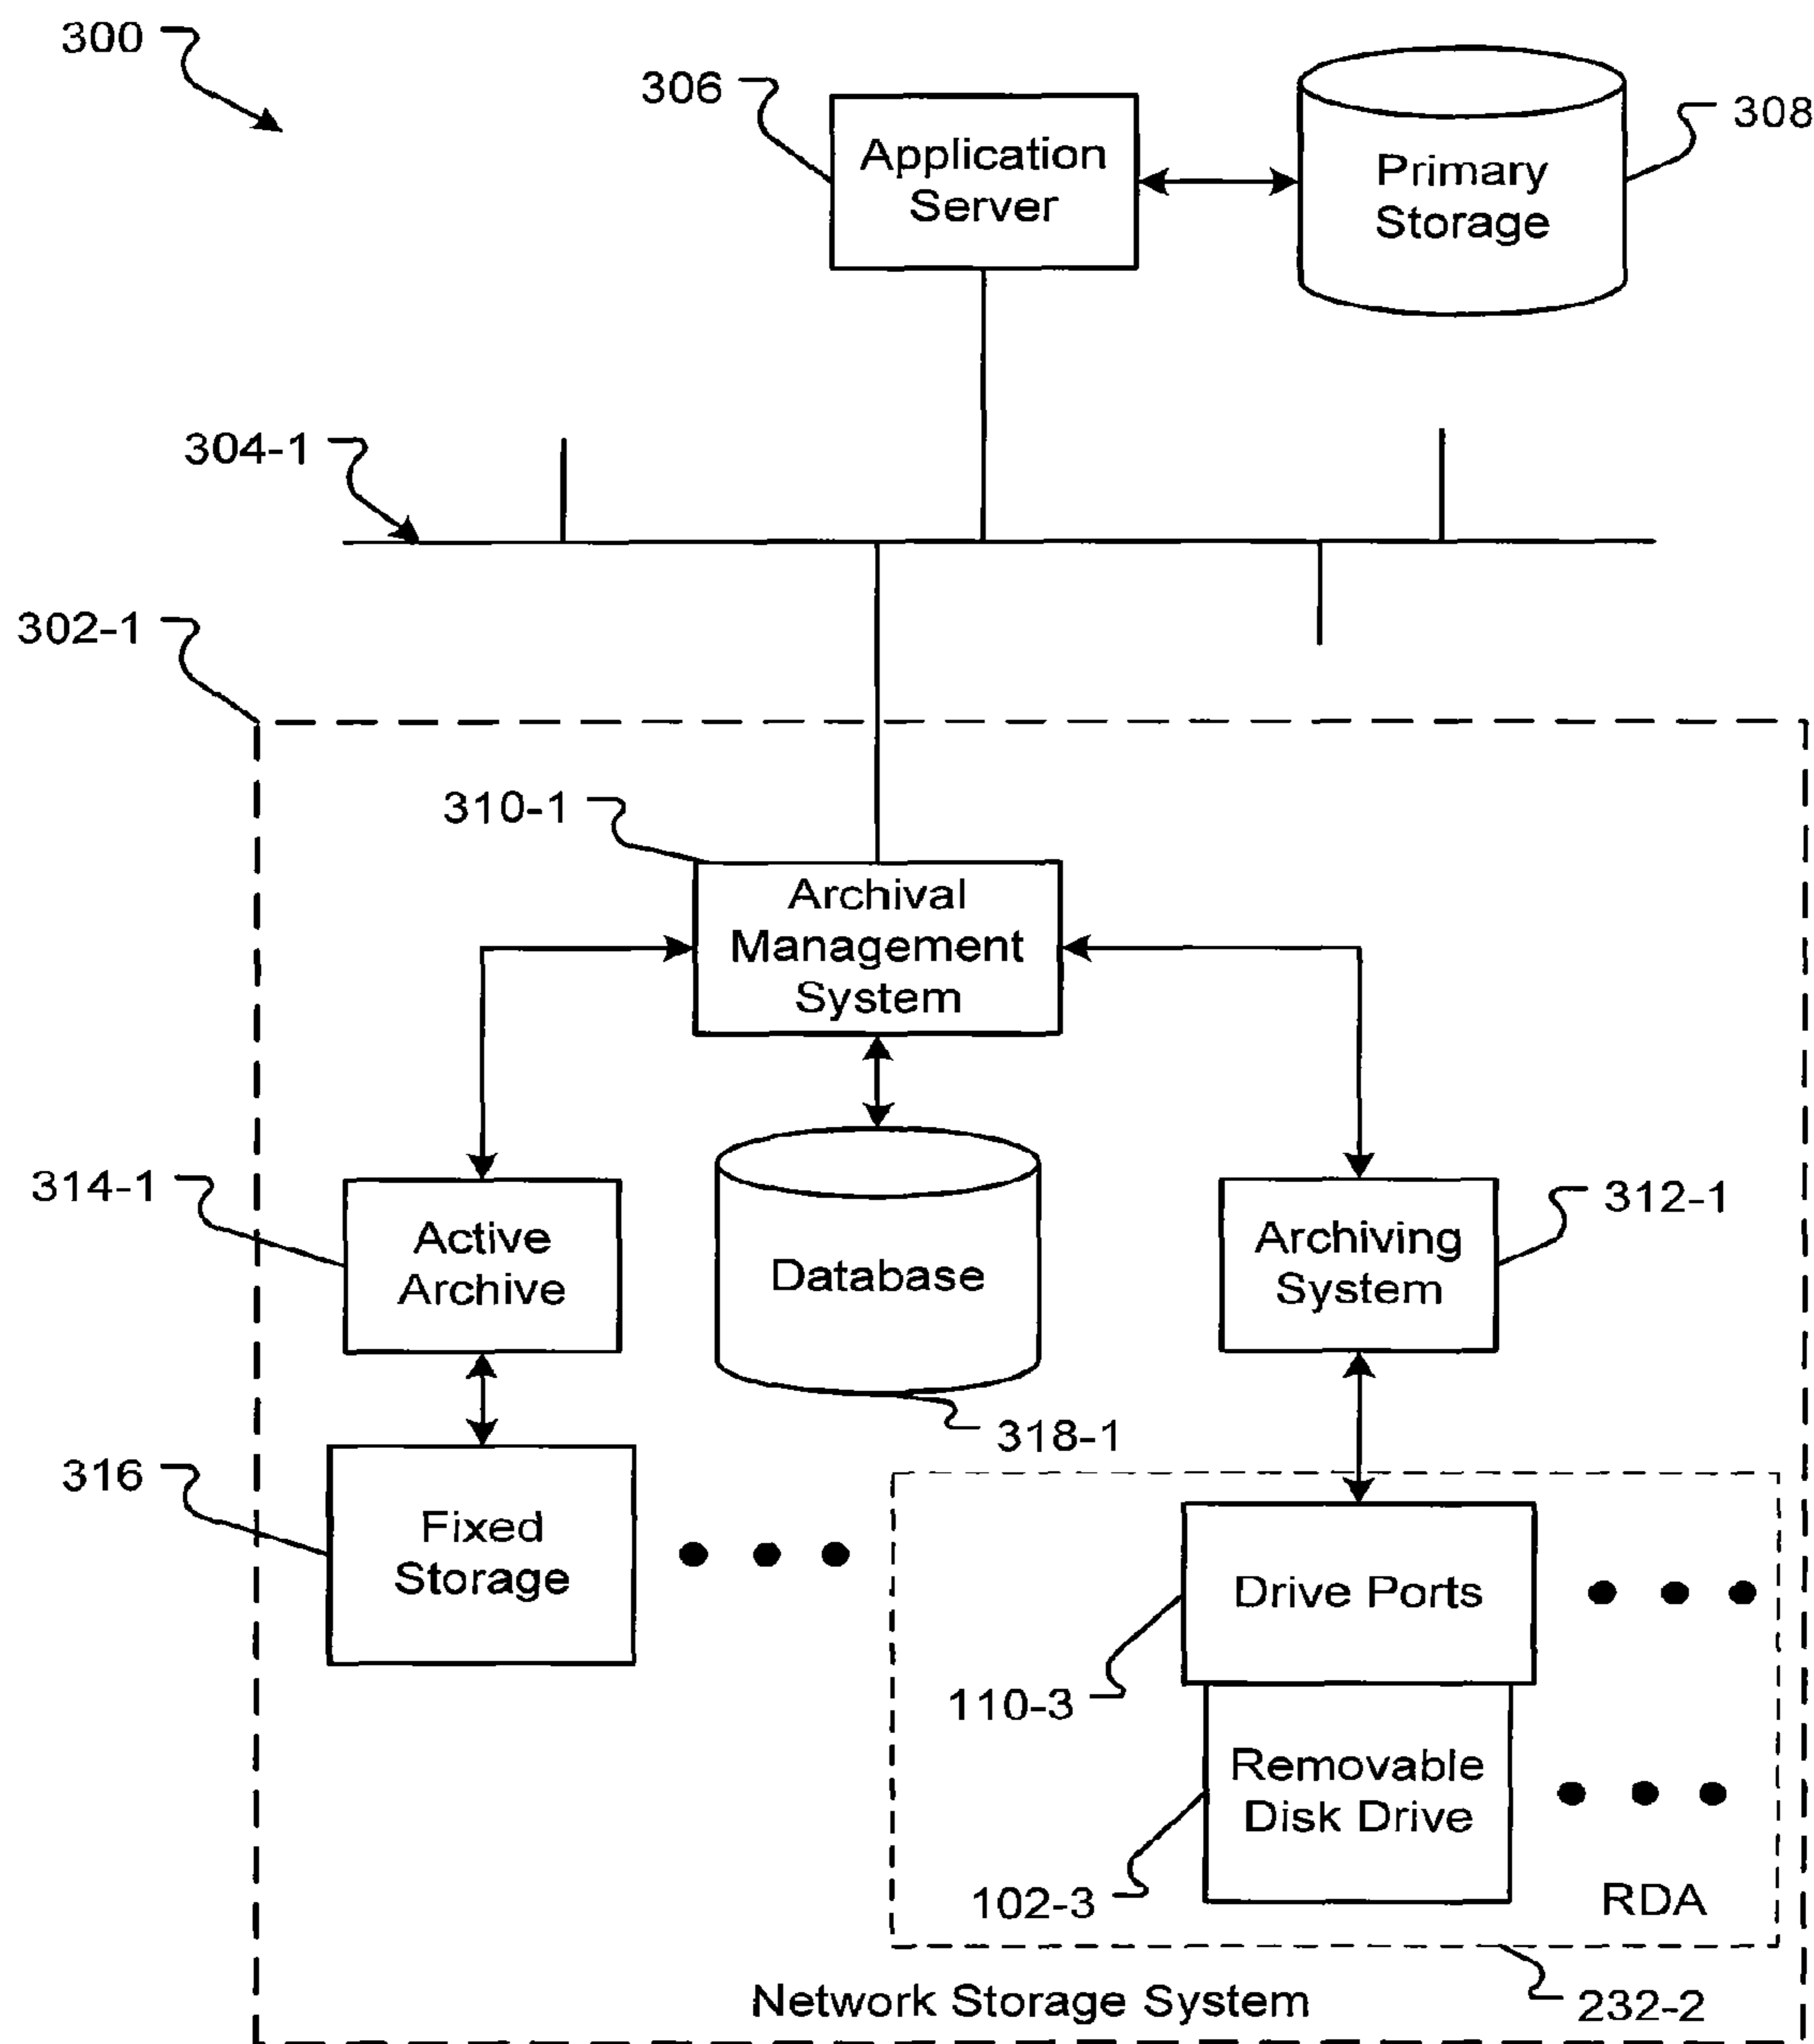 300
306
Application
Server
Primary
Storage
308
304-1
302-1
310-1
Archival
Management
System
314-1
Active
Archive
Database
Archiving
System
312-1
318-1
316
Fixed
Storage
Drive Ports
110-3
Removable
Disk Drive
102-3
RDA
Network Storage System
232-2